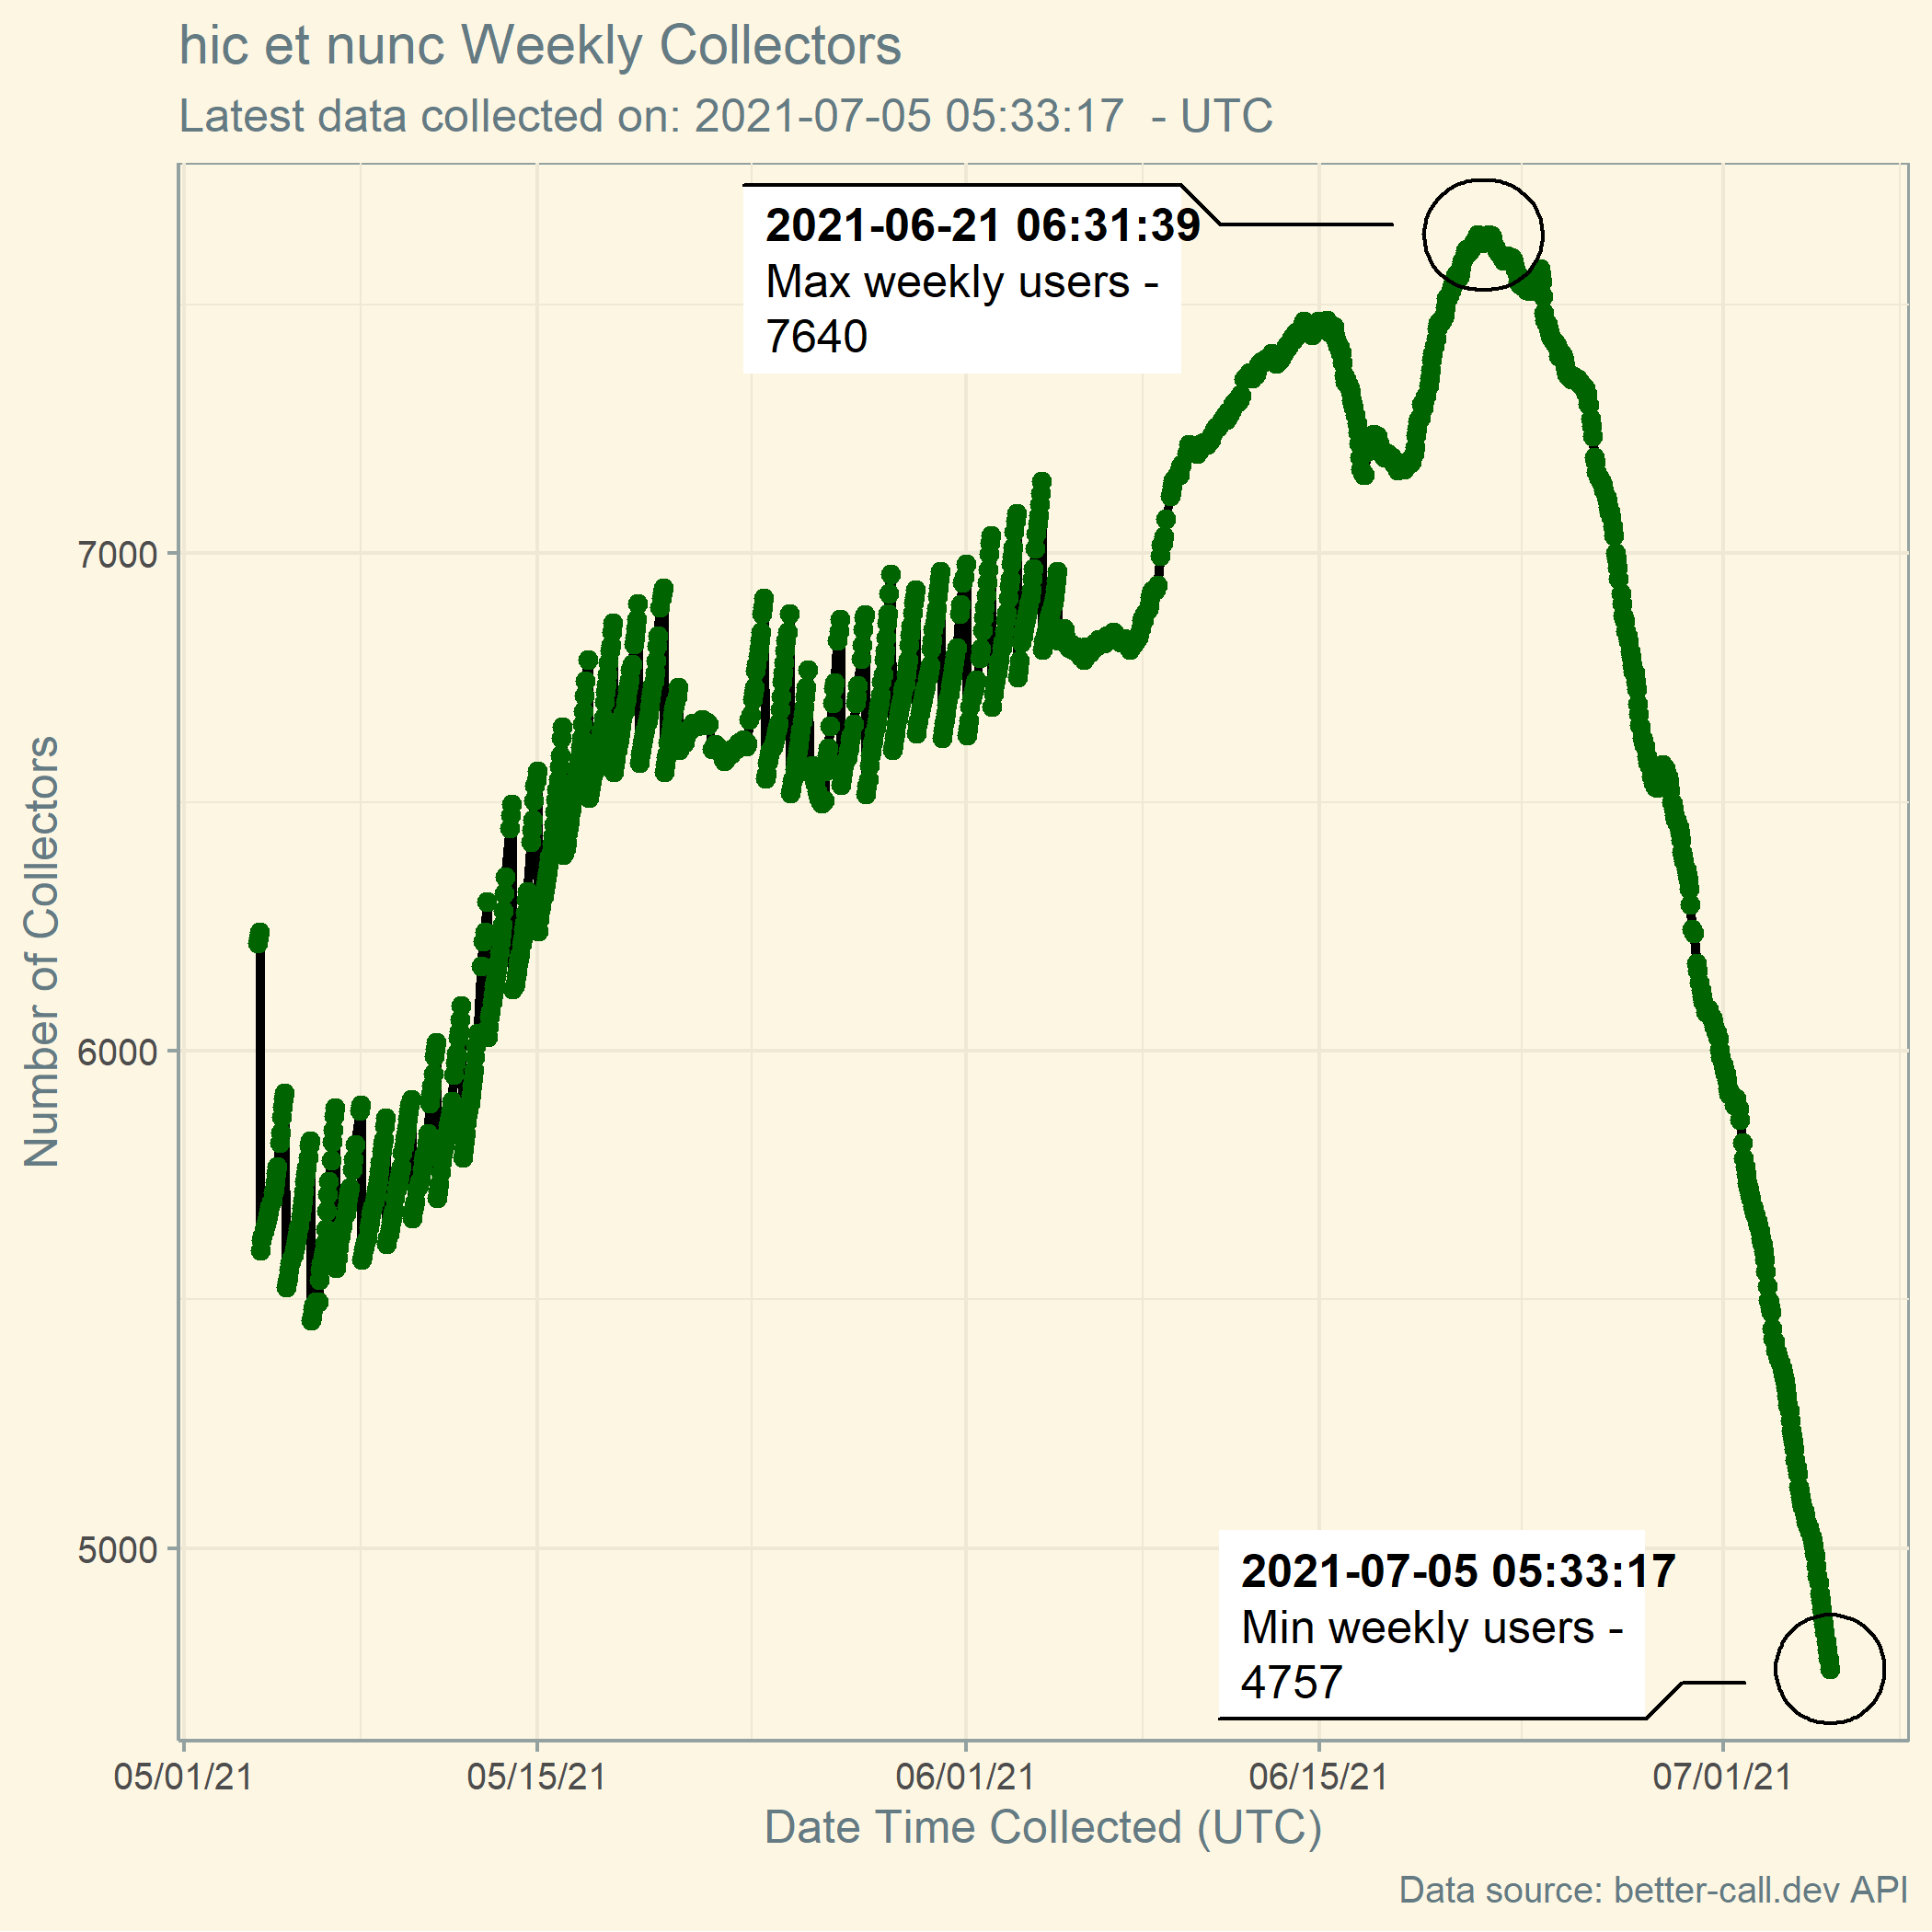 hic et nunc Weekly Collectors
Latest data collected on: 2021-07-05 05:33:17  - UTC
2021-06-21 06:31:39
Max weekly users -
7640
Number of Collectors
7000
6000
5000
2021-07-05 05:33:17
Min weekly users -
4757
05/01/21
05/15/21
06/01/21
06/15/21
07/01/21
Date Time Collected (UTC)
Data source: better-call.dev API